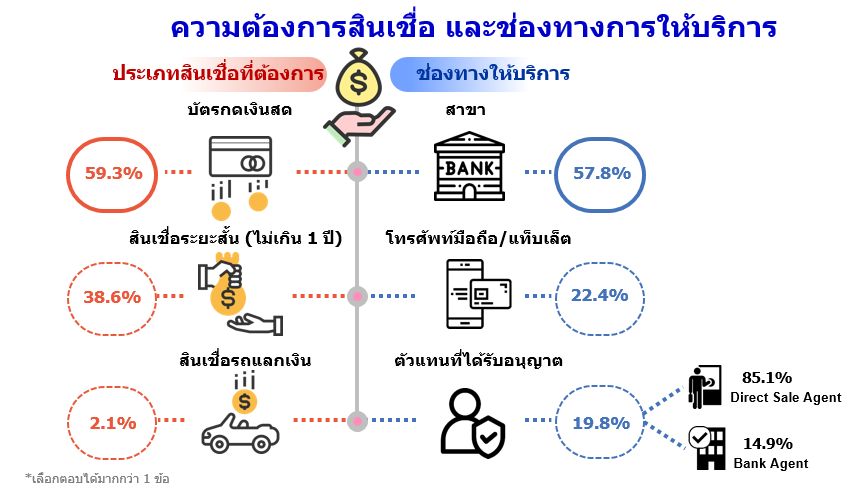 ความต้องการสินเชื่อ และช่องทางการให้บริการ
ประเภทสินเชื่อที่ต้องการ
ช่องทางให้บริการ
บัตรกดเงินสด
สาขา
59.3%
BANK
57.8%
สินเชื่อระยะสั้น (ไม่เกิน 1 ปี)
โทรศัพท์มือถือ/แท็บเล็ต
38.6%
22.4%
สินเชื่อรถแลกเงิน
ตัวแทนที่ได้รับอนุญาต
2.1%
19.8%
85.1%
Direct Sale Agent
14.9%
Bank Agent
*เลือกตอบได้มากกว่า 1 ข้อ